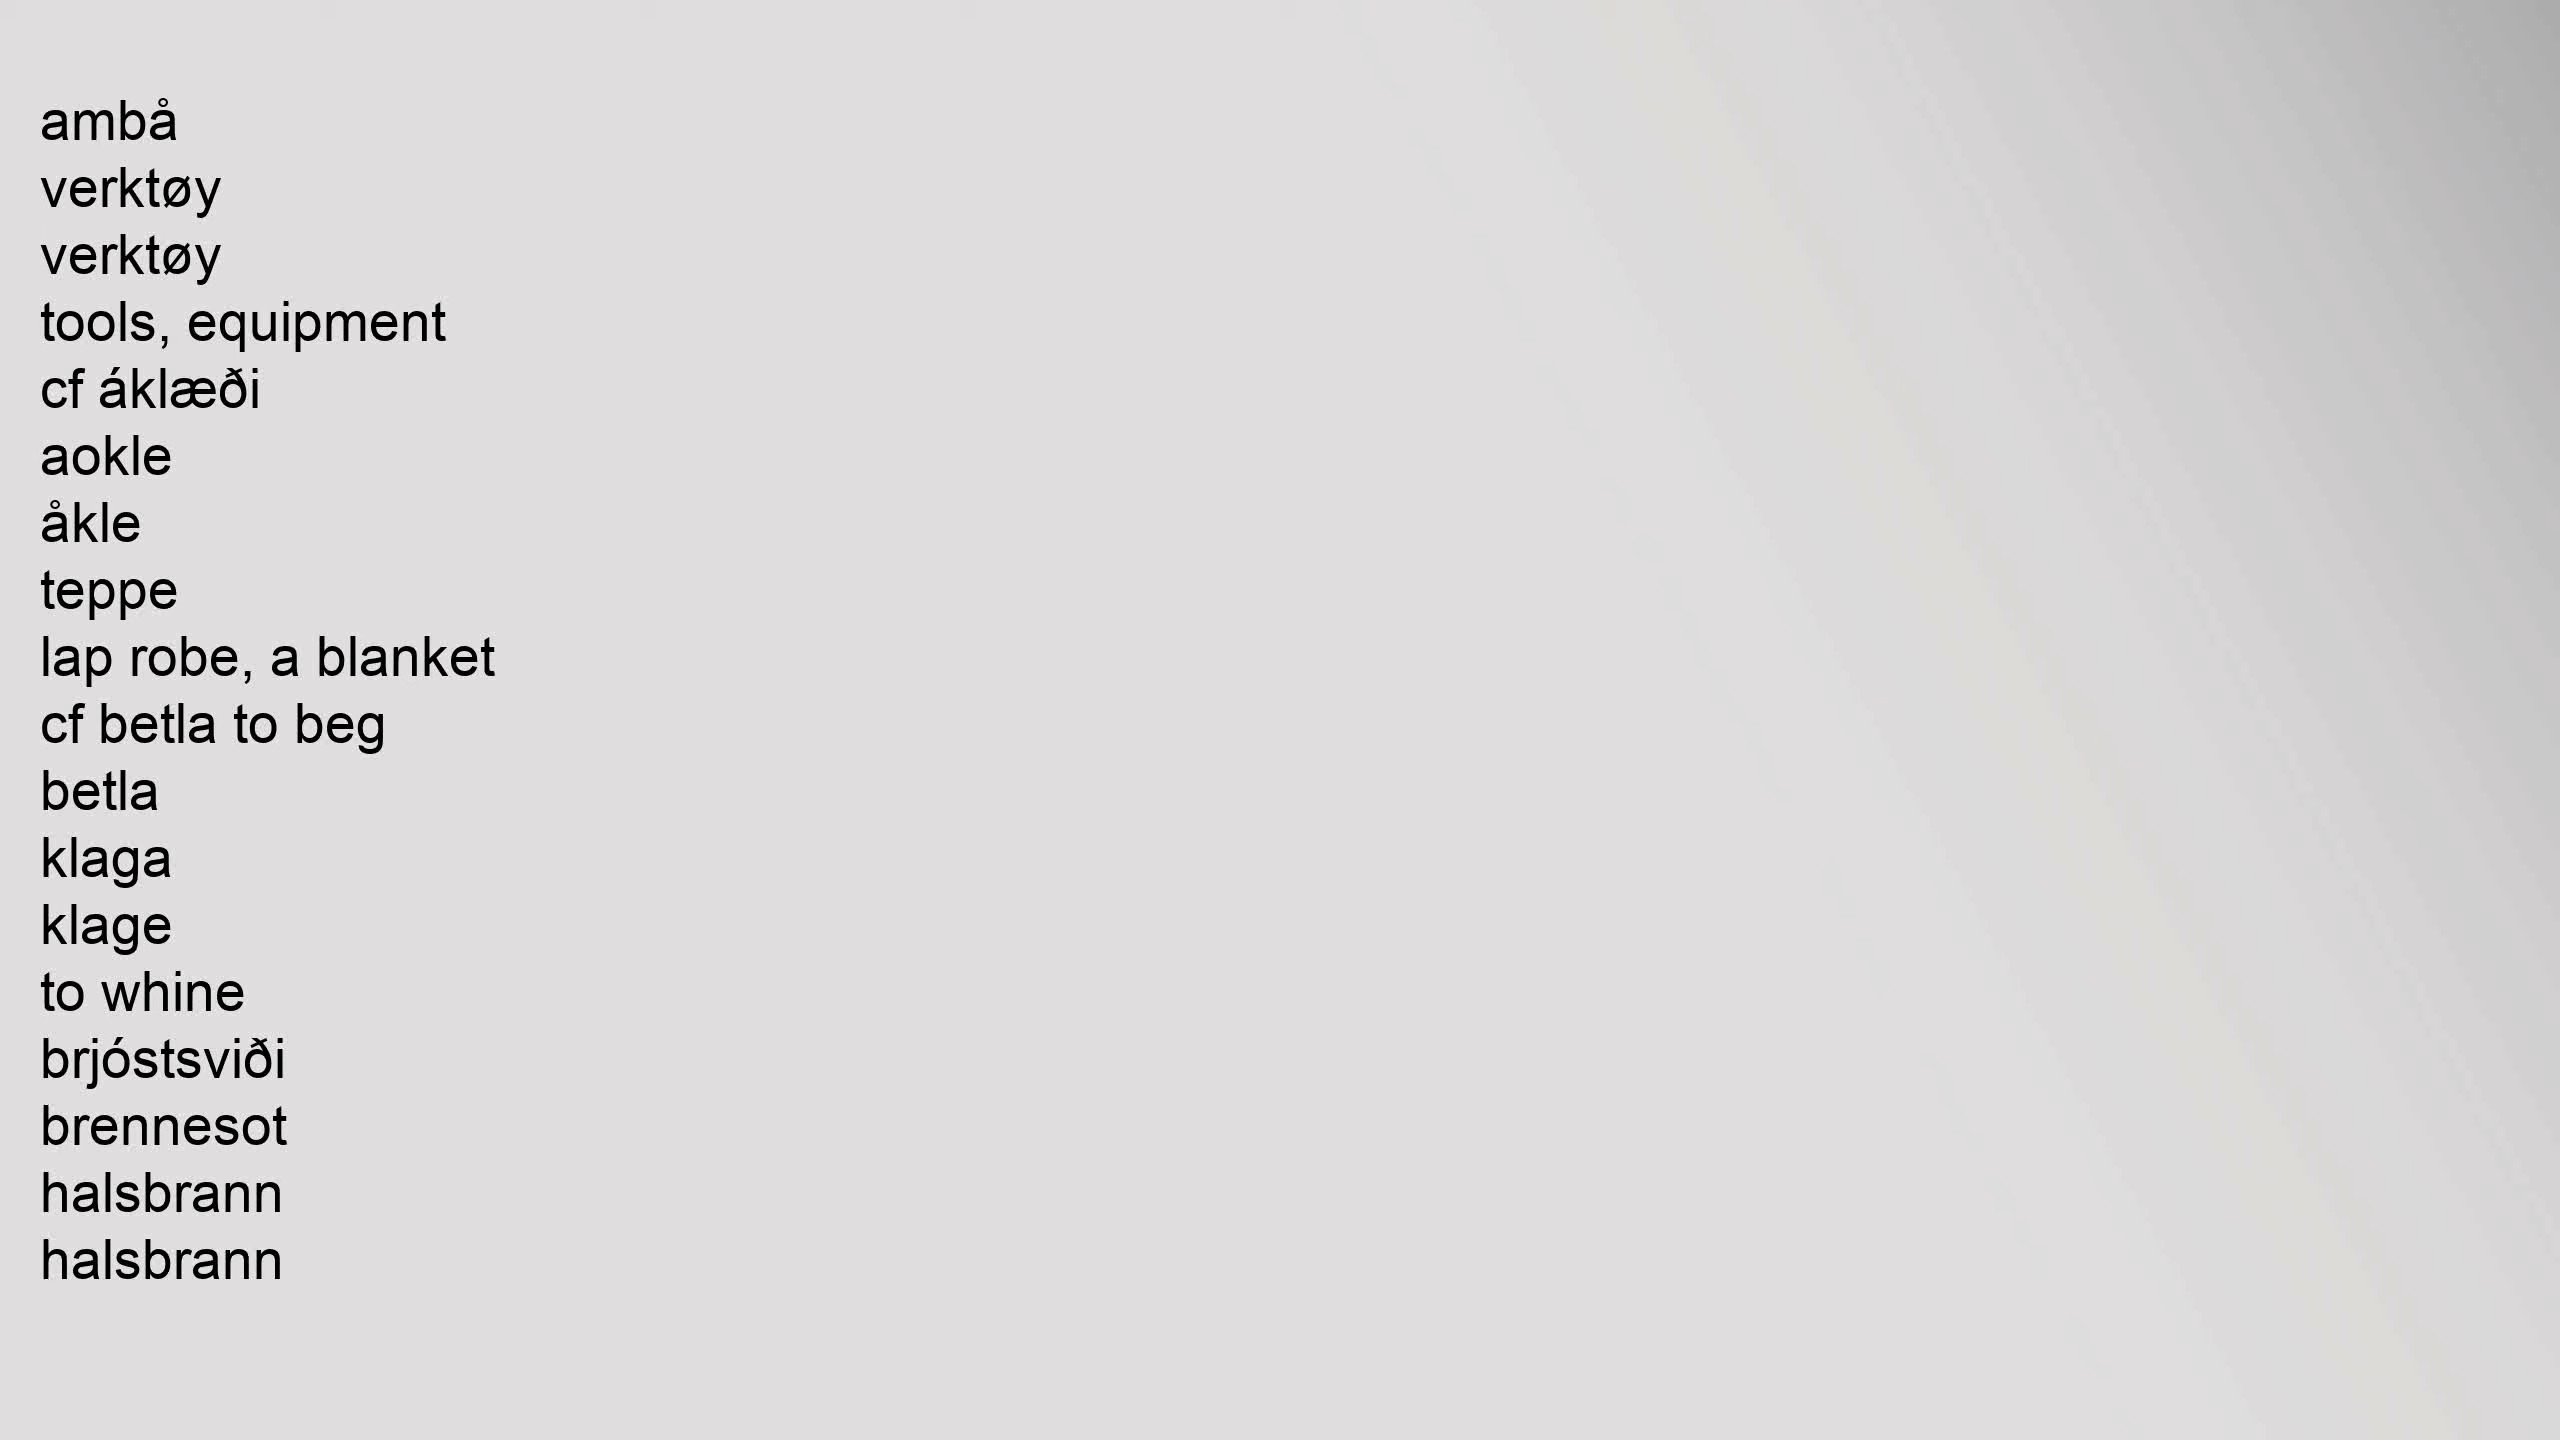 ambå
verktøy
verktøy
tools, equipment
cf áklæði
aokle
åkle
teppe
lap robe, a blanket
cf betla to beg
betla
klaga
klage
to whine
brjóstsviði
brennesot
halsbrann
halsbrann